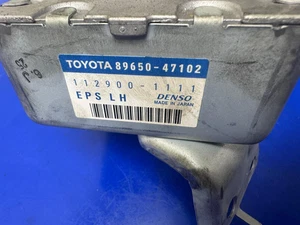 TOYOTA 89650-47102
112900-1111
EPS LH DENSO
MADE IN JAPAN